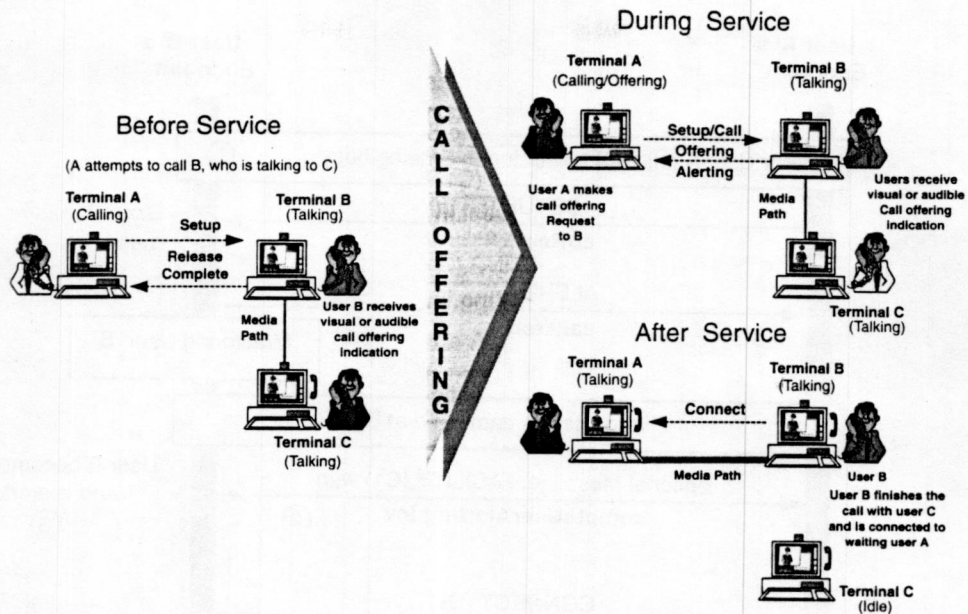 Before Service
(A attempts to call B, who is talking to C)
Terminal A
(Calling)
Terminal B
(Talking)
Setup
Release
Complete
User B receives
visual or audible
call offering
Indication
Media
Path
Terminal C
(Talking)
CALL OFFERING
During Service
Terminal A
(Calling/Offering)
Terminal B
(Talking)
Setup/Call
Offering
Alerting
User A makes
call offering
Request
to B
Media
Path
Users receive
visual or audible
Call offering
Indication
Terminal C
(Talking)
After Service
Terminal A
(Talking)
Terminal B
(Talking)
Connect
Media Path
User B
User B finishes the
call with user C
and is connected to
waiting user A
Terminal C
(Idle)